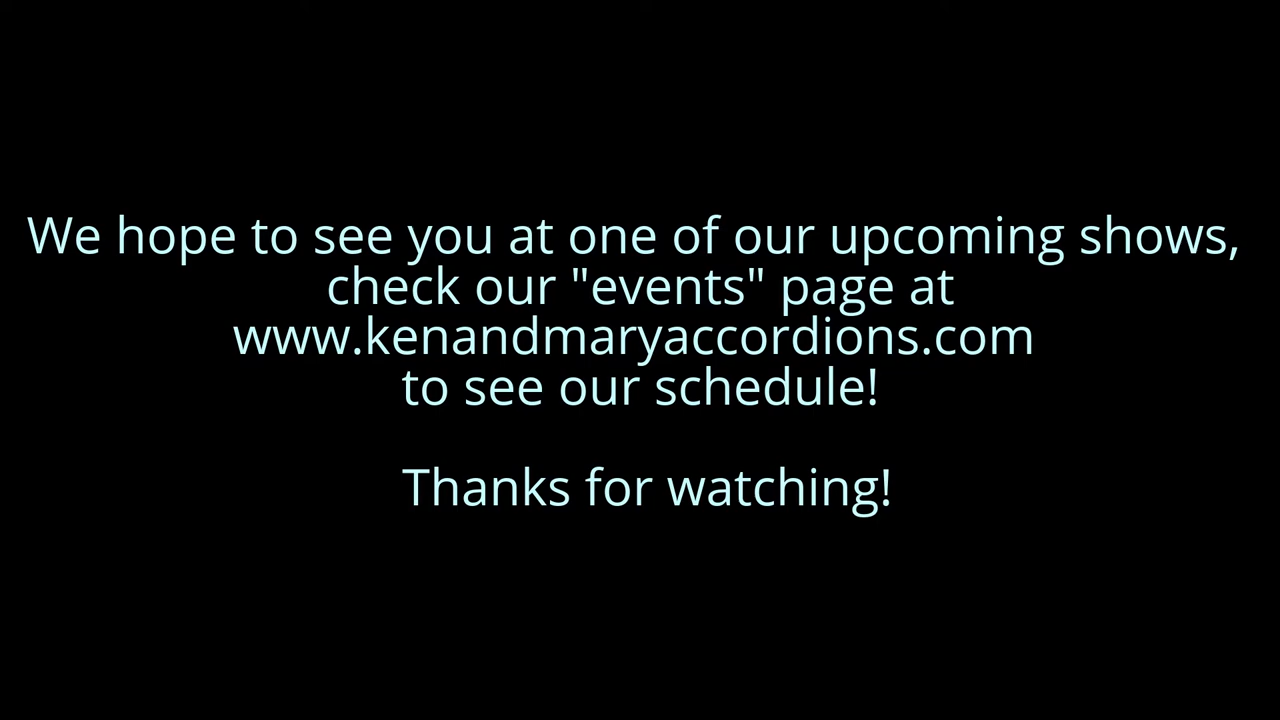 We hope to see you at one of our upcoming shows,
check our "events" page at
www.kenandmaryaccordions.com
to see our schedule!
Thanks for watching!